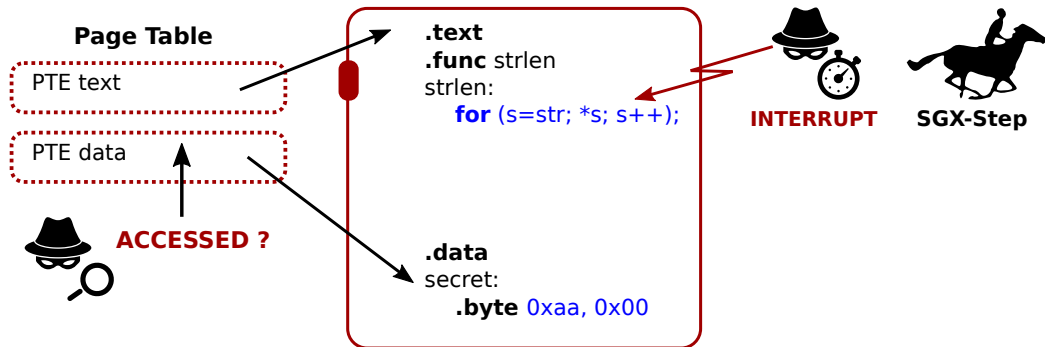 Page Table
PTE text
PTE data
ACCESSED ?
.text
.func strlen
strlen:
for (s=str; *s; s++);
.data
secret:
.byte 0xaa, 0x00
INTERRUPT
SGX-Step